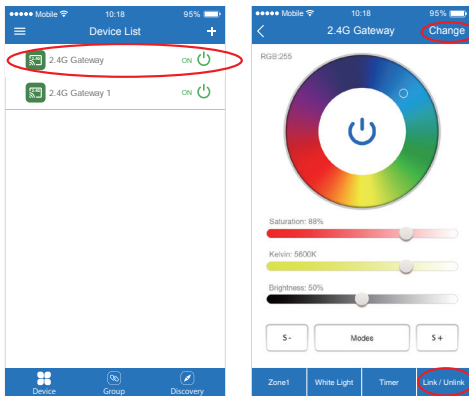 ●●●●● Mobile 10:18 95%
Device List +
2.4G Gateway ON
2.4G Gateway 1 ON
Device Group Discovery
●●●●● Mobile 10:18 95%
2.4G Gateway Change
RGB:255
Saturation: 88%
Kelvin: 5600K
Brightness: 50%
S - Modes S +
Zone1 White Light Timer Link / Unlink